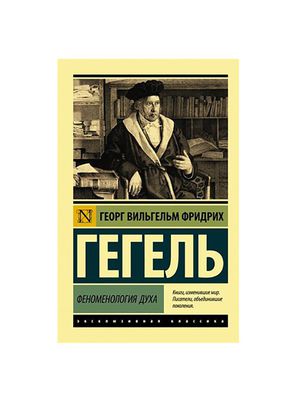 ГЕОРГ ВИЛЬГЕЛЬМ ФРИДРИХ
ГЕГЕЛЬ
ФЕНОМЕНОЛОГИЯ ДУХА
Книги, изменившие мир.
Писатели, объединившие
поколения.
ЭКСКЛЮЗИВНАЯ КЛАССИКА